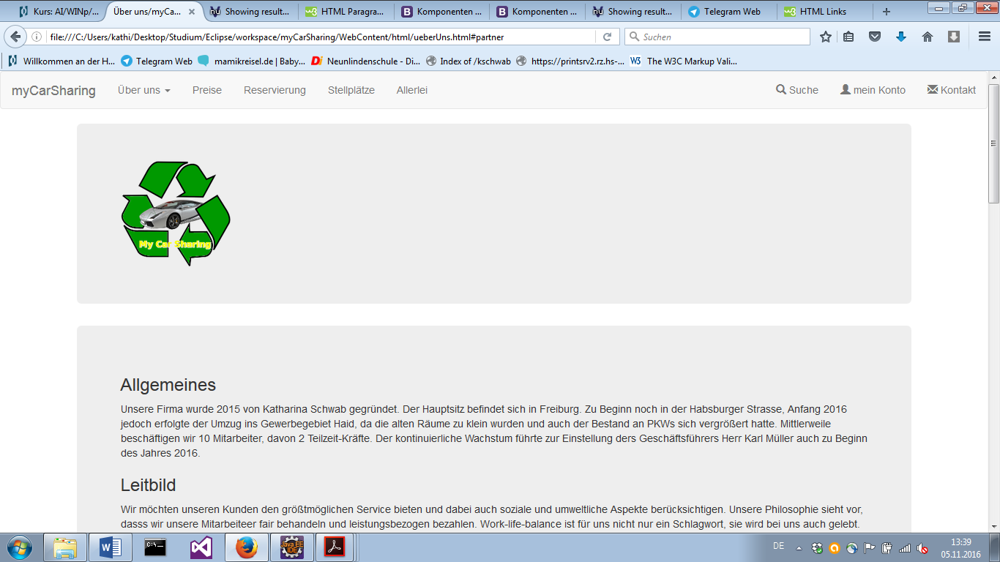 Kurs: AI/WINp/...
Über uns/myCa...
Showing result...
HTML Paragra...
Komponenten ...
Komponenten ...
Showing result...
Telegram Web
HTML Links
file:///C:/Users/kathi/Desktop/Studium/Eclipse/workspace/myCarSharing/WebContent/html/ueberUns.html#partner
Suchen
Willkommen an der H...
Telegram Web
mamikreisel.de | Baby...
Neunlindenschule - Di...
Index of /kschwab
https://printsrv2.rz.hs-...
The W3C Markup Vali...
myCarSharing
Über uns
Preise
Reservierung
Stellplätze
Allerlei
Suche
mein Konto
Kontakt
My Car Sharing
Allgemeines
Unsere Firma wurde 2015 von Katharina Schwab gegründet. Der Hauptsitz befindet sich in Freiburg. Zu Beginn noch in der Habsburger Strasse, Anfang 2016
jedoch erfolgte der Umzug ins Gewerbegebiet Haid, da die alten Räume zu klein wurden und auch der Bestand an PKWs sich vergrößert hatte. Mittlerweile
beschäftigen wir 10 Mitarbeiter, davon 2 Teilzeit-Kräfte. Der kontinuierliche Wachstum führte zur Einstellung ders Geschäftsführers Herr Karl Müller auch zu Beginn
des Jahres 2016.
Leitbild
Wir möchten unseren Kunden den größtmöglichen Service bieten und dabei auch soziale und umweltliche Aspekte berücksichtigen. Unsere Philosophie sieht vor,
dasss wir unsere Mitarbeiteer fair behandeln und leistungsbezogen bezahlen. Work-life-balance ist für uns nicht nur ein Schlagwort, sie wird bei uns auch gelebt.
DE
13:39
05.11.2016